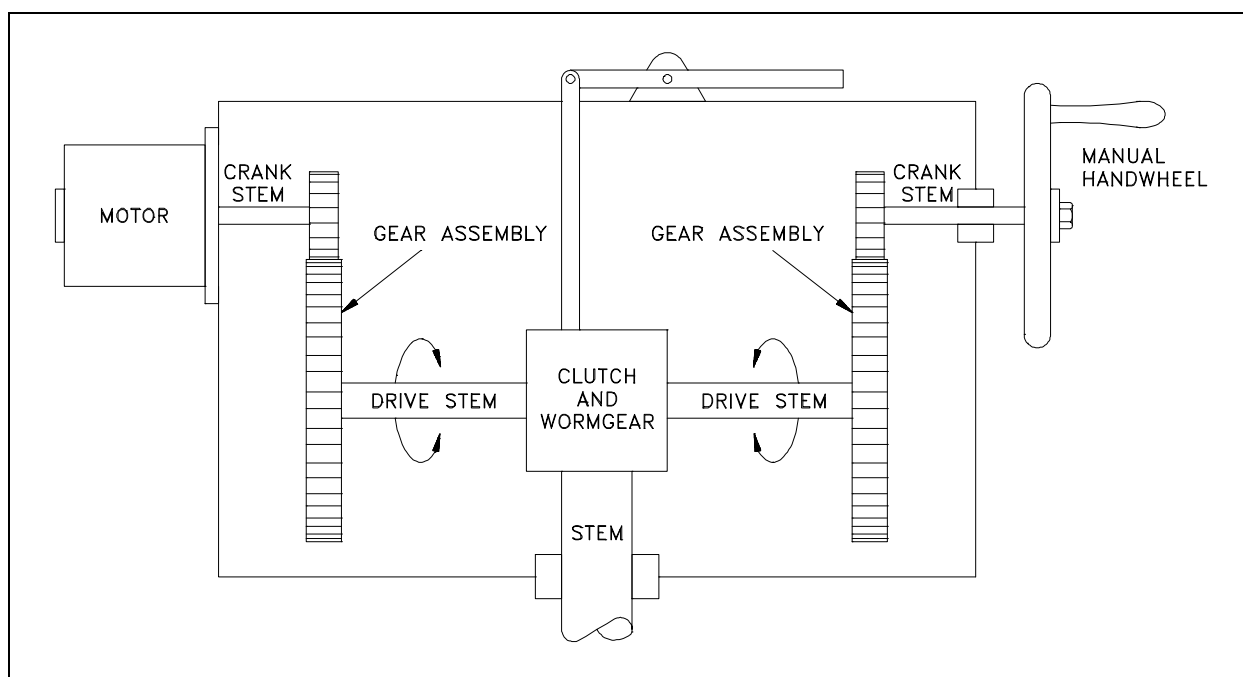 CRANK
STEM
MOTOR
GEAR ASSEMBLY
GEAR ASSEMBLY
CRANK
STEM
MANUAL
HANDWHEEL
DRIVE STEM
CLUTCH
AND
WORMGEAR
DRIVE STEM
STEM